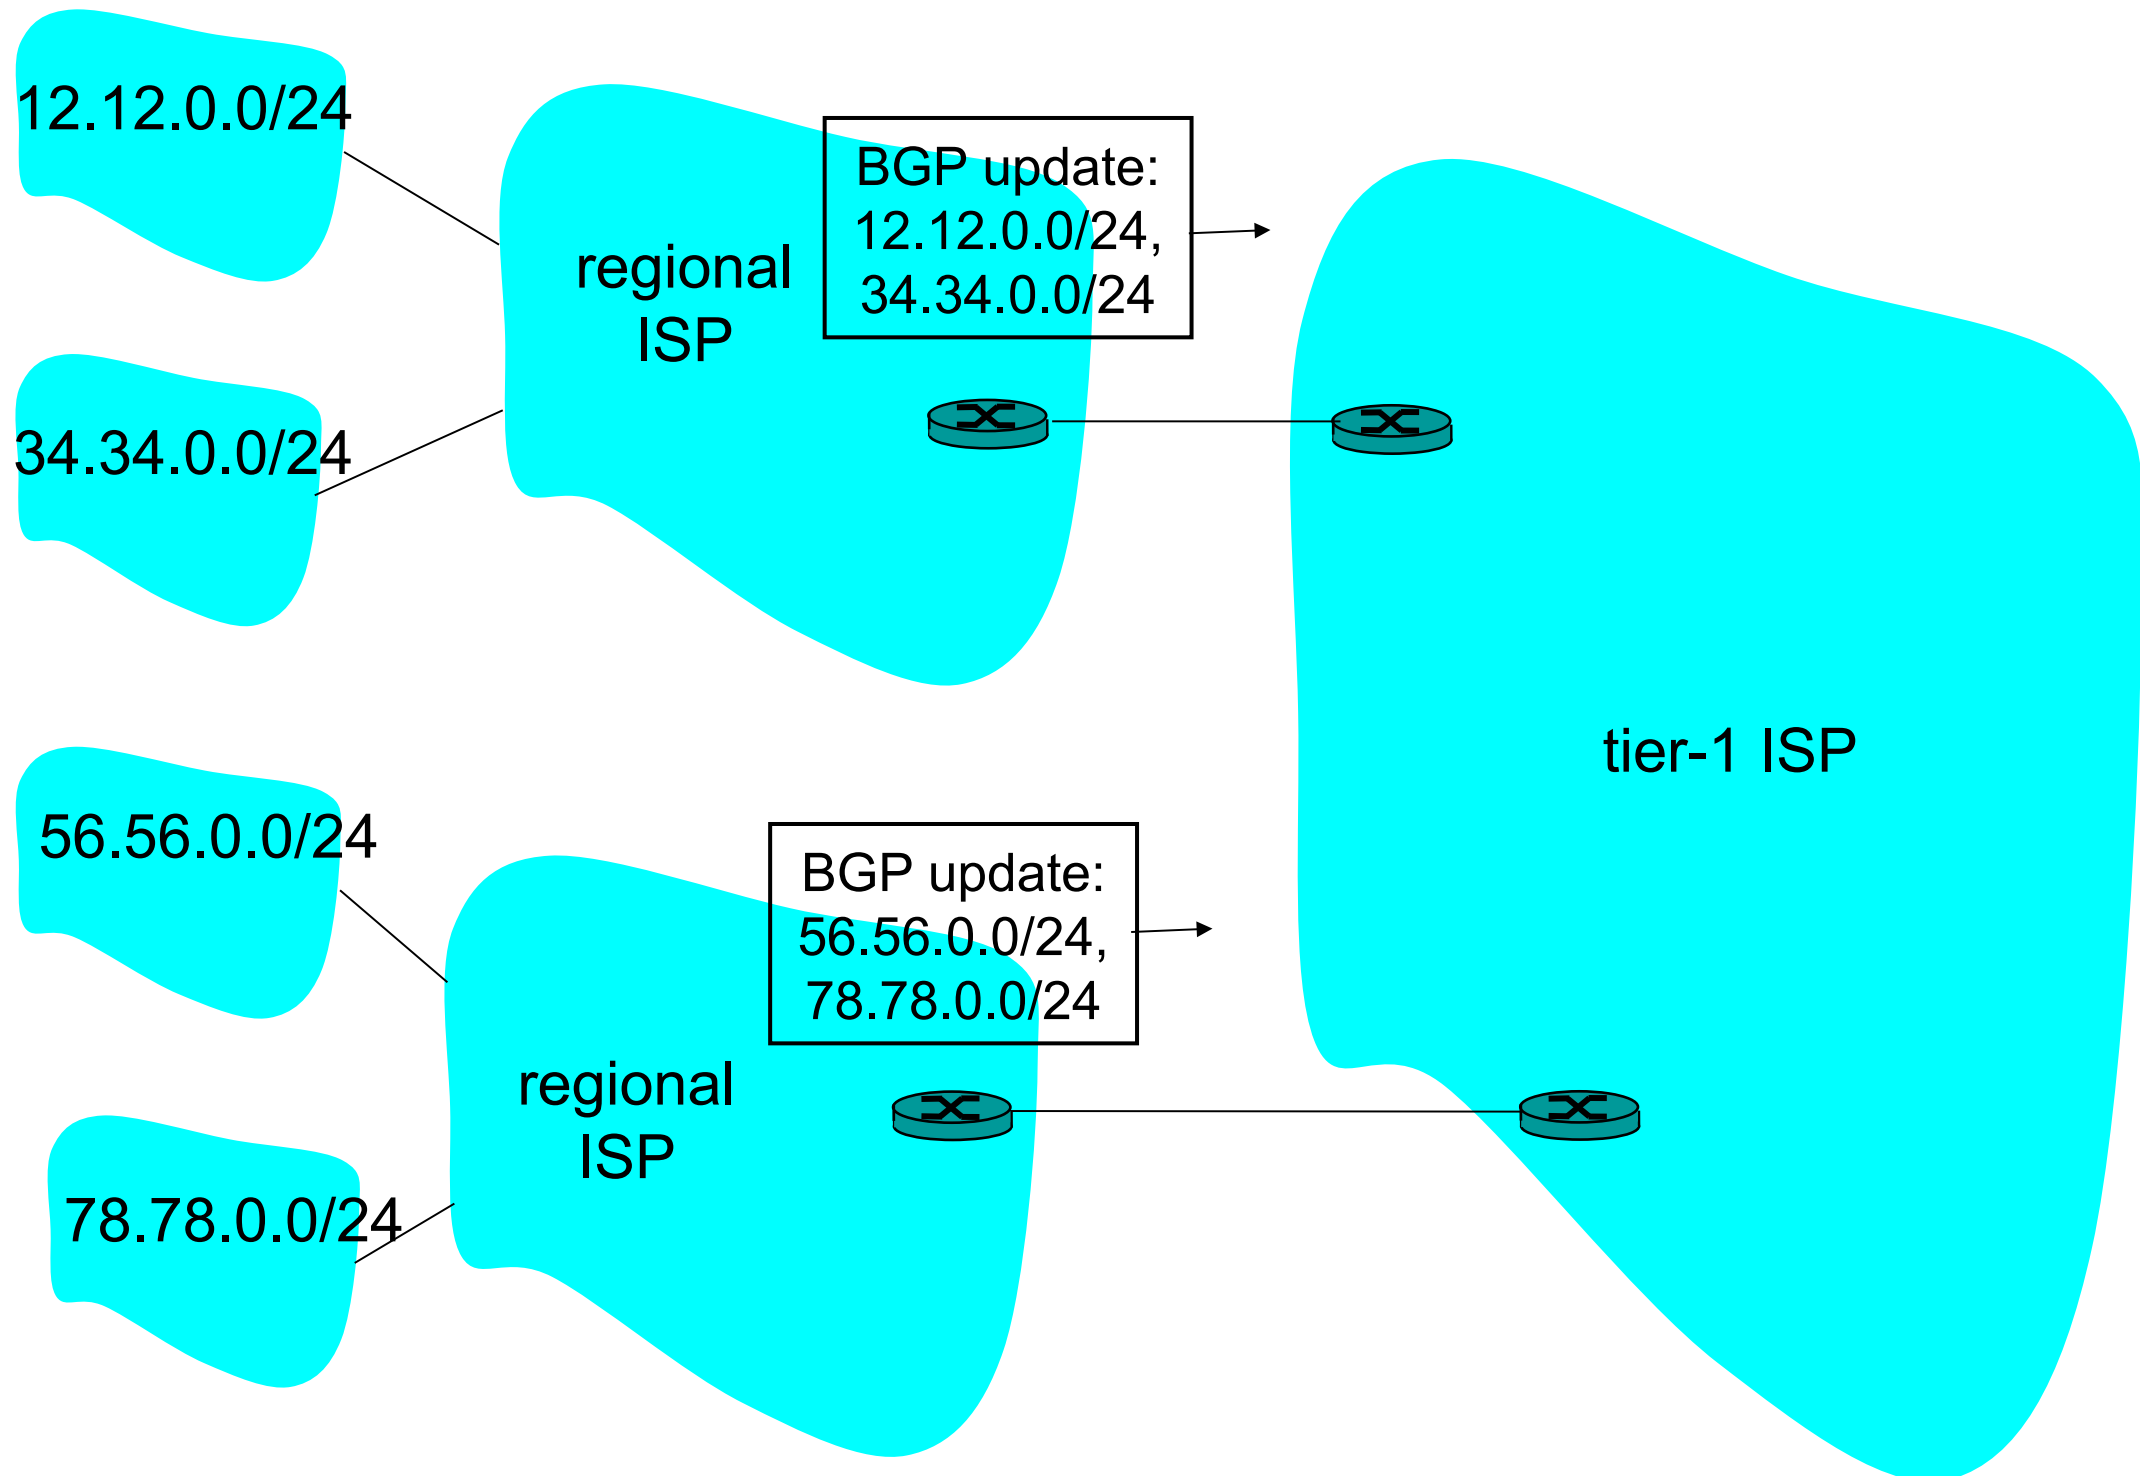 12.12.0.0/24
34.34.0.0/24
regional
ISP
BGP update:
12.12.0.0/24,
34.34.0.0/24
tier-1 ISP
56.56.0.0/24
78.78.0.0/24
regional
ISP
BGP update:
56.56.0.0/24,
78.78.0.0/24